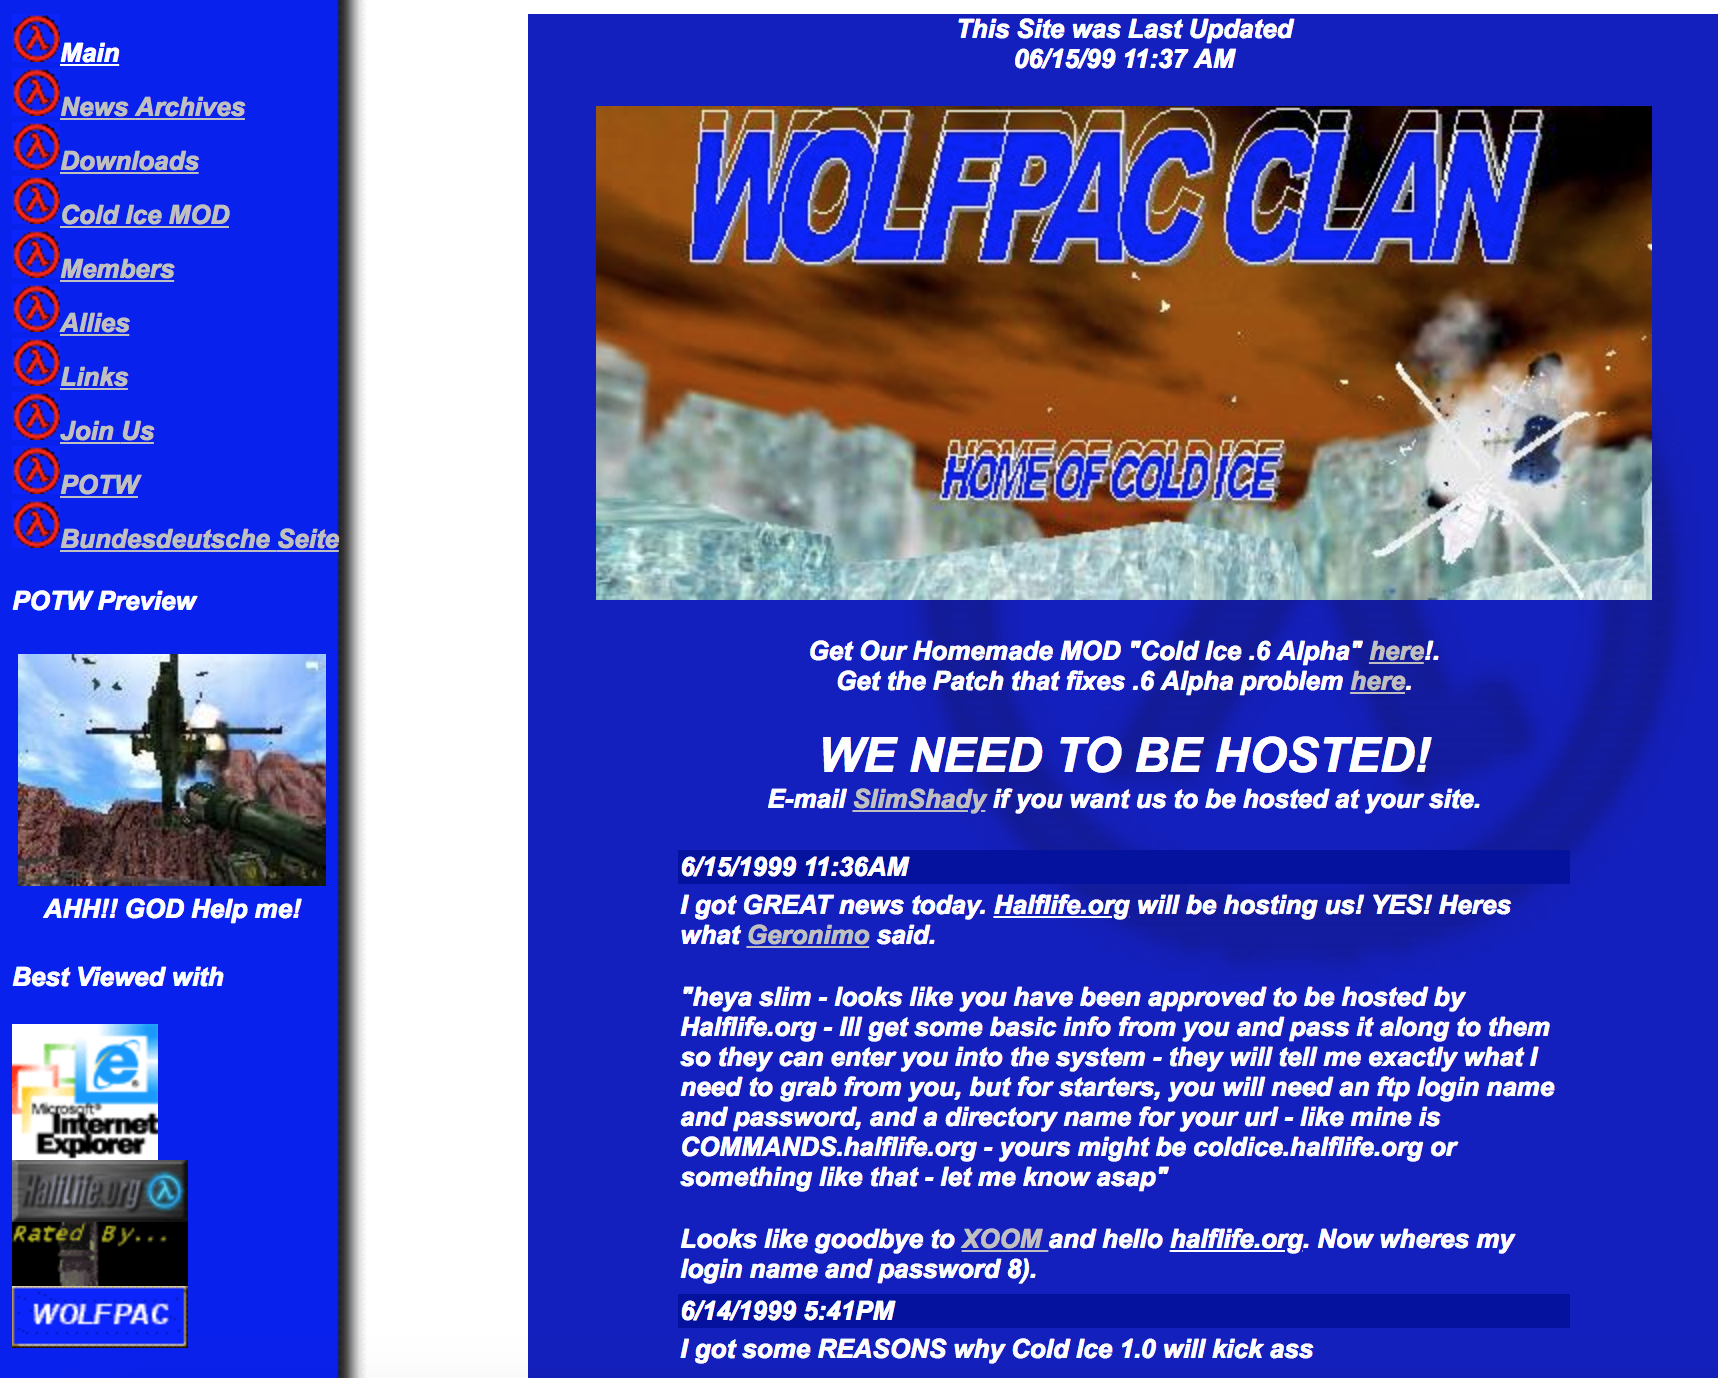 Main
News Archives
Downloads
Cold Ice MOD
Members
Allies
Links
Join Us
POTW
Bundesdeutsche Seite
POTW Preview
AHH!! GOD Help me!
Best Viewed with
Microsoft®
Internet
Explorer
HalfLife.org
Rated By...
WOLFPAC
This Site was Last Updated
06/15/99 11:37 AM
WOLFPAC CLAN
HOME OF COLD ICE
Get Our Homemade MOD "Cold Ice .6 Alpha" here!.
Get the Patch that fixes .6 Alpha problem here.
WE NEED TO BE HOSTED!
E-mail SlimShady if you want us to be hosted at your site.
6/15/1999 11:36AM
I got GREAT news today. Halflife.org will be hosting us! YES! Heres
what Geronimo said.
"heya slim - looks like you have been approved to be hosted by
Halflife.org - Ill get some basic info from you and pass it along to them
so they can enter you into the system - they will tell me exactly what I
need to grab from you, but for starters, you will need an ftp login name
and password, and a directory name for your url - like mine is
COMMANDS.halflife.org - yours might be coldice.halflife.org or
something like that - let me know asap"
Looks like goodbye to XOOM and hello halflife.org. Now wheres my
login name and password 8).
6/14/1999 5:41PM
I got some REASONS why Cold Ice 1.0 will kick ass